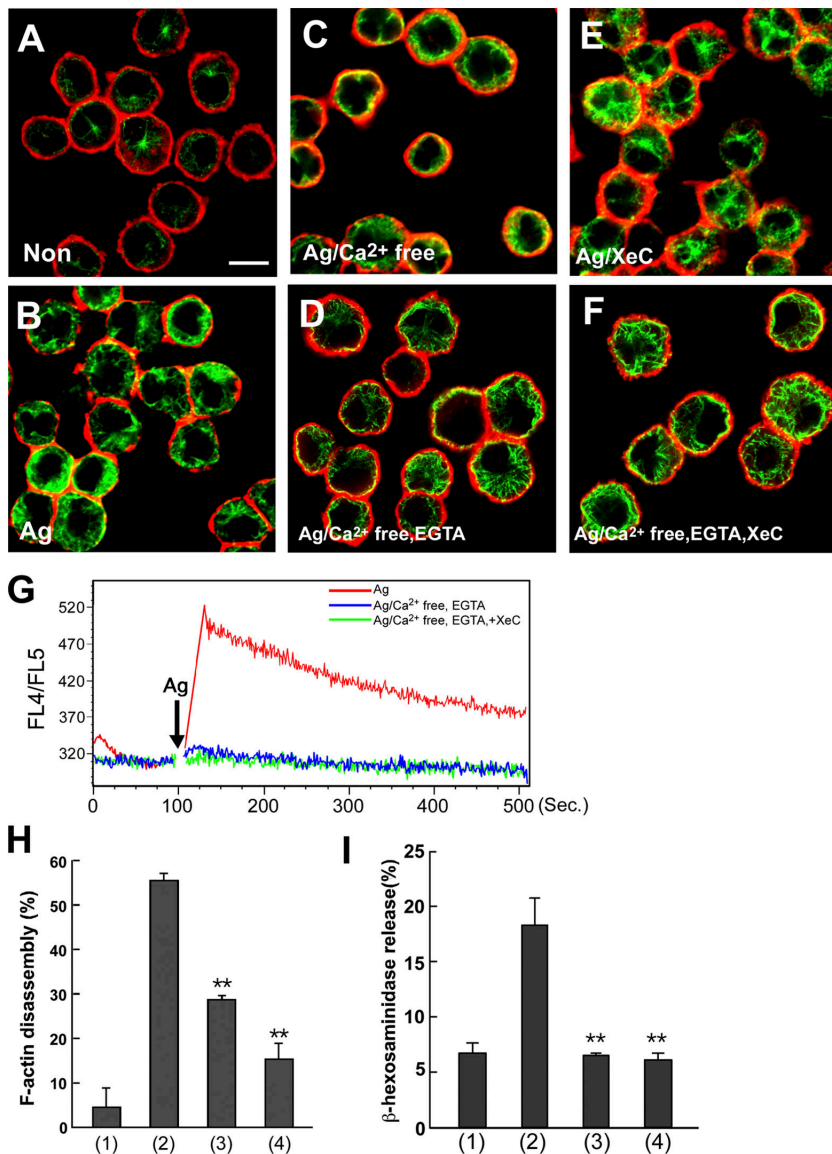 A
Non
C
Ag/Ca²⁺ free
E
Ag/XeC
B
Ag
D
Ag/Ca²⁺ free,EGTA
F
Ag/Ca²⁺ free,EGTA,XeC
G
Ag
Ag/Ca²⁺ free, EGTA
Ag/Ca²⁺ free, EGTA,+XeC
FL4/FL5
520
470
420
370
320
Ag
0 100 200 300 400 500 (Sec.)
H
F-actin disassembly (%)
60
50
40
30
20
10
0
**
**
(1) (2) (3) (4)
I
β-hexosaminidase release(%)
25
20
15
10
5
0
** **
(1) (2) (3) (4)